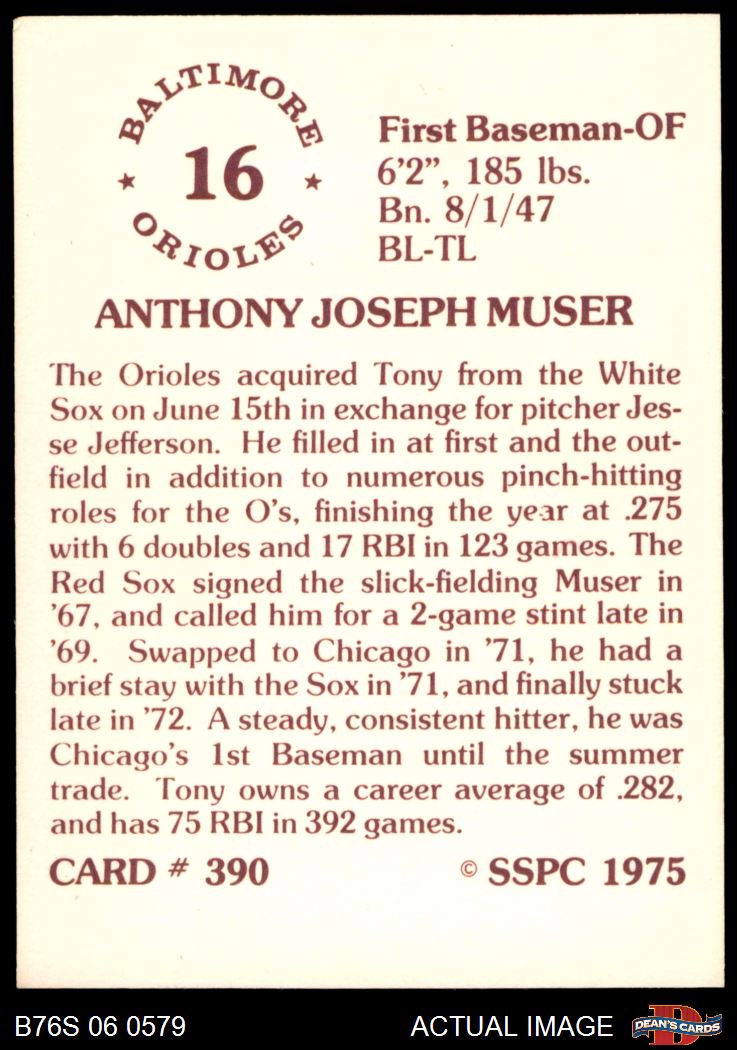 BALTIMORE
16
ORIOLES
First Baseman-OF
6'2”, 185 lbs.
Bn. 8/1/47
BL-TL
ANTHONY JOSEPH MUSER
The Orioles acquired Tony from the White
Sox on June 15th in exchange for pitcher Jes-
se Jefferson. He filled in at first and the out-
field in addition to numerous pinch-hitting
roles for the O's, finishing the year at .275
with 6 doubles and 17 RBI in 123 games. The
Red Sox signed the slick-fielding Muser in
'67, and called him for a 2-game stint late in
'69. Swapped to Chicago in '71, he had a
brief stay with the Sox in '71, and finally stuck
late in '72. A steady, consistent hitter, he was
Chicago's 1st Baseman until the summer
trade. Tony owns a career average of .282,
and has 75 RBI in 392 games.
CARD # 390 © SSPC 1975
B76S 06 0579 ACTUAL IMAGE DEAN'S CARDS